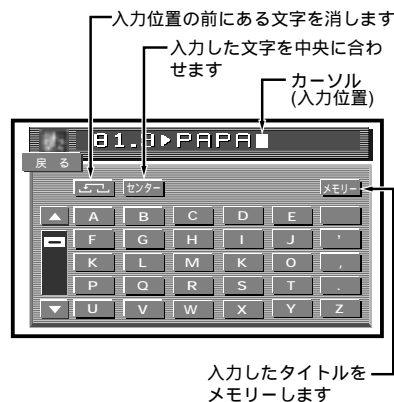 入力位置の前にある文字を消します
入力した文字を中央に合わ
せます
カーソル
(入力位置)
81.9▶PAPA
戻る
センター
メモリー
A B C D E
F G H I J ’
K L M K O ,
P Q R S T .
U V W X Y Z
入力したタイトルを
メモリーします